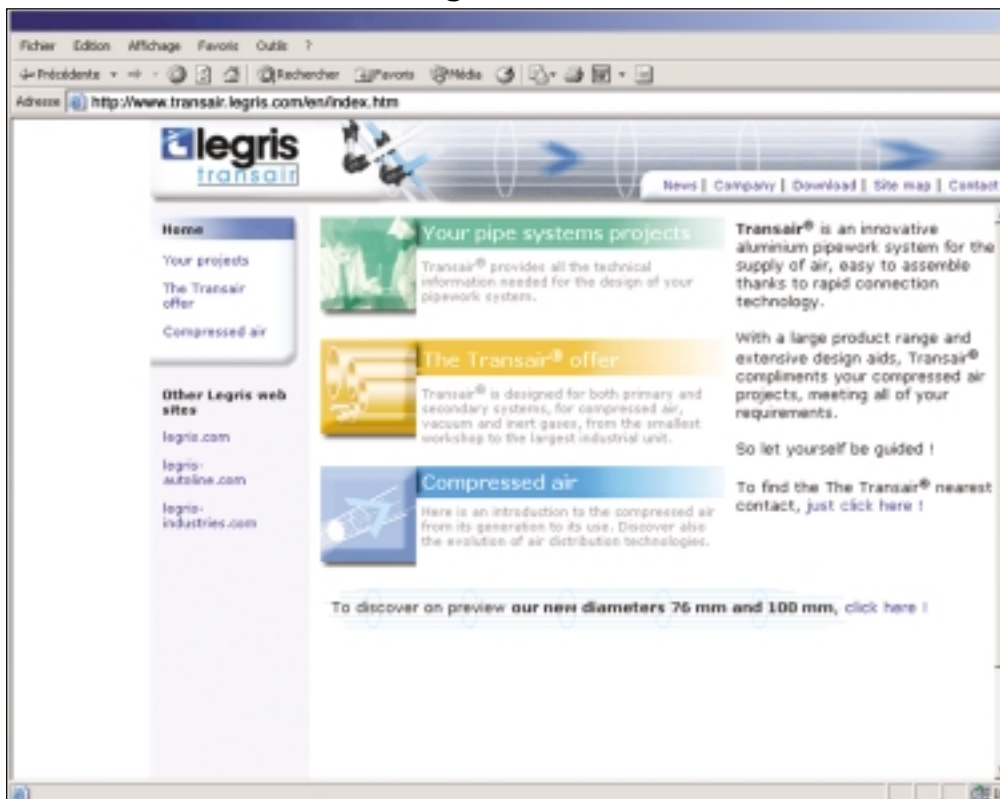 Fichier Edition Affichage Favoris Outils ?
Précédente Rechercher Favoris Média
Adresse http://www.transair.legris.com/en/index.htm
legris
transair
News | Company | Download | Site map | Contact
Home
Your projects
The Transair
offer
Compressed air
Other Legris web
sites
legris.com
legris-
autoline.com
legris-
industries.com
Your pipe systems projects
Transair® provides all the technical
information needed for the design of your
pipework system.
The Transair® offer
Transair® is designed for both primary and
secondary systems, for compressed air,
vacuum and inert gases, from the smallest
workshop to the largest industrial unit.
Compressed air
Here is an introduction to the compressed air
from its generation to its use. Discover also
the evolution of air distribution technologies.
Transair® is an innovative
aluminium pipework system for the
supply of air, easy to assemble
thanks to rapid connection
technology.
With a large product range and
extensive design aids, Transair®
compliments your compressed air
projects, meeting all of your
requirements.
So let yourself be guided !
To find the The Transair® nearest
contact, just click here !
To discover on preview our new diameters 76 mm and 100 mm, click here !